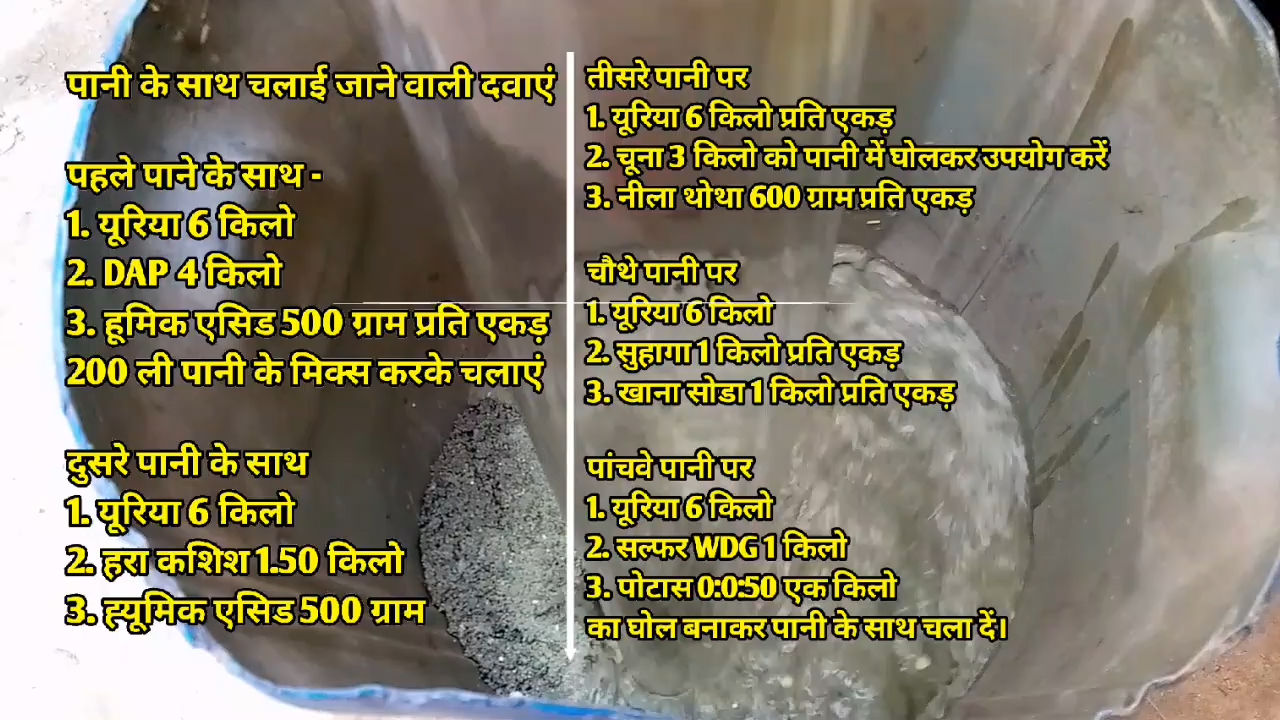 पानी के साथ चलाई जाने वाली दवाएं
पहले पाने के साथ -
1. यूरिया 6 किलो
2. DAP 4 किलो
3. हूमिक एसिड 500 ग्राम प्रति एकड़
200 ली पानी के मिक्स करके चलाएं
दुसरे पानी के साथ
1. यूरिया 6 किलो
2. हरा कशिश 1.50 किलो
3. ह्यूमिक एसिड 500 ग्राम
तीसरे पानी पर
1. यूरिया 6 किलो प्रति एकड़
2. चूना 3 किलो को पानी में घोलकर उपयोग करें
3. नीला थोथा 600 ग्राम प्रति एकड़
चौथे पानी पर
1. यूरिया 6 किलो
2. सुहागा 1 किलो प्रति एकड़
3. खाना सोडा 1 किलो प्रति एकड़
पांचवे पानी पर
1. यूरिया 6 किलो
2. सल्फर WDG 1 किलो
3. पोटास 0:0:50 एक किलो
का घोल बनाकर पानी के साथ चला दें।